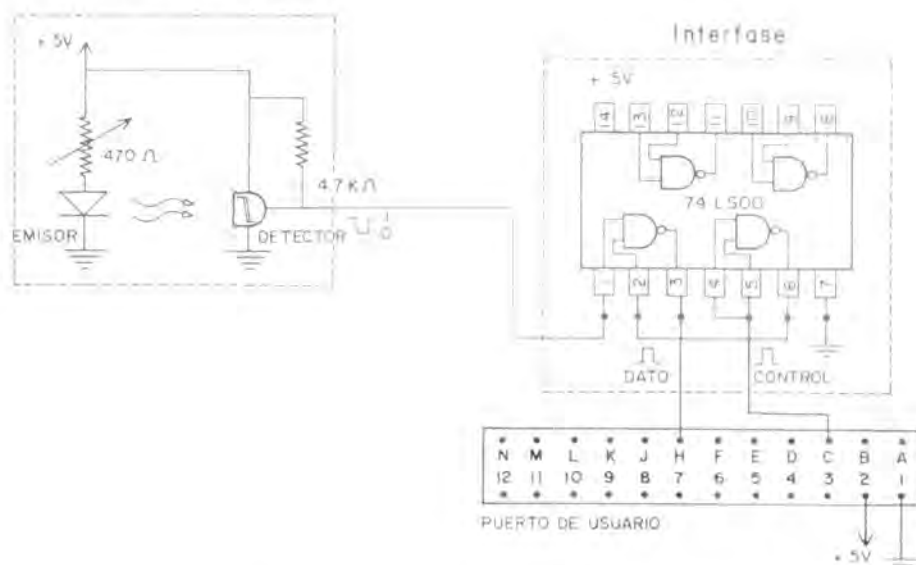 + 5V
470 Ω
EMISOR
4.7 K Ω
DETECTOR
0
Interfase
+ 5V
14 13 12 11 10 9 8
74 LS00
1 2 3 4 5 6 7
DATO
CONTROL
N M L K J H F E D C B A
12 11 10 9 8 7 6 5 4 3 2 1
PUERTO DE USUARIO
+ 5V